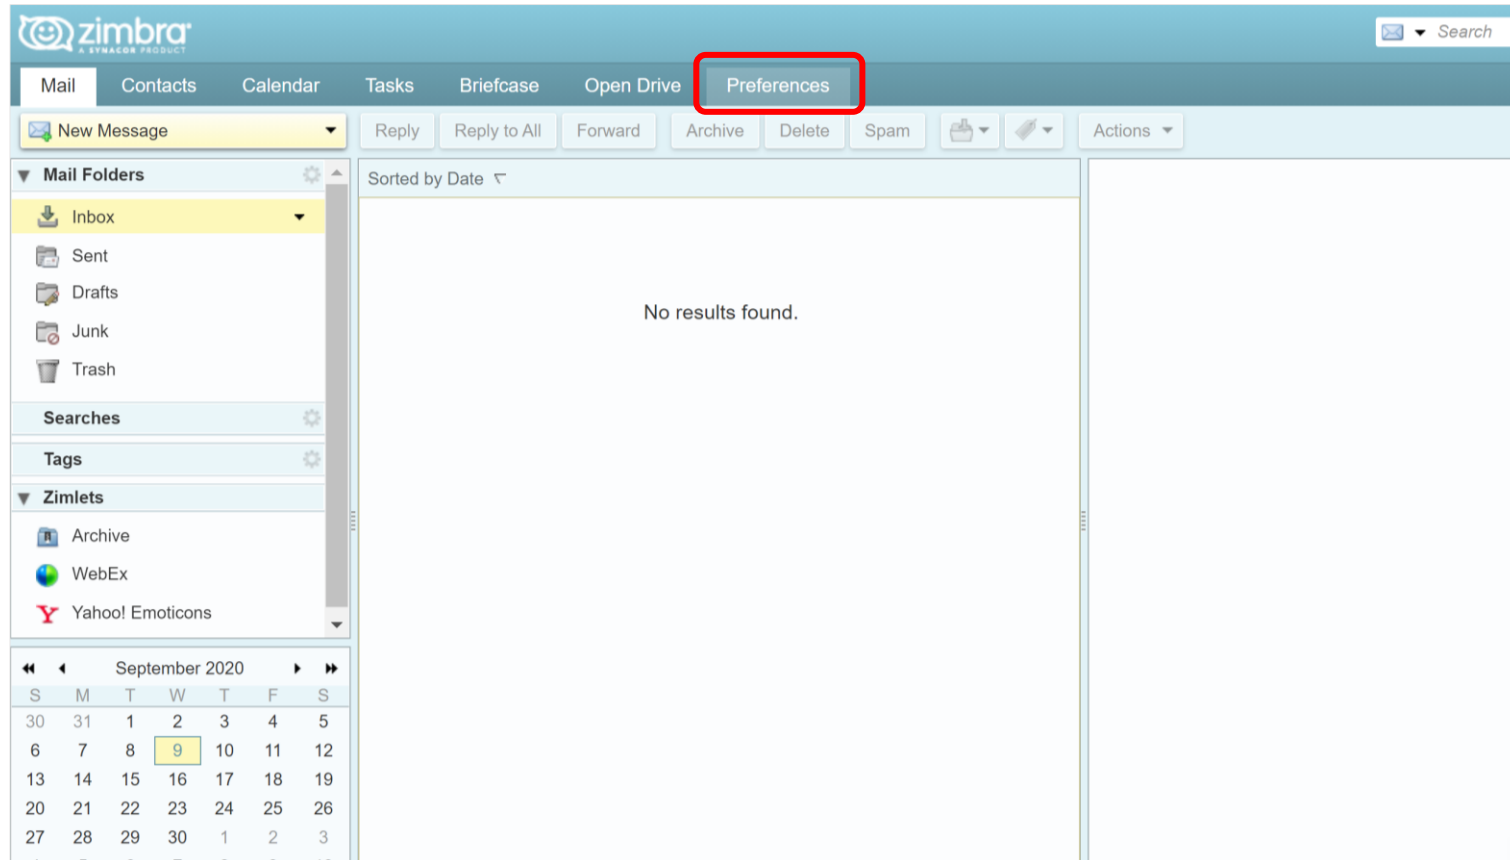 zimbra
A SYNACOR PRODUCT
Search
Mail Contacts Calendar Tasks Briefcase Open Drive Preferences
New Message Reply Reply to All Forward Archive Delete Spam Actions
Mail Folders
Sorted by Date
Inbox
Sent
Drafts
No results found.
Junk
Trash
Searches
Tags
Zimlets
Archive
WebEx
Yahoo! Emoticons
September 2020
S M T W T F S
30 31 1 2 3 4 5
6 7 8 9 10 11 12
13 14 15 16 17 18 19
20 21 22 23 24 25 26
27 28 29 30 1 2 3